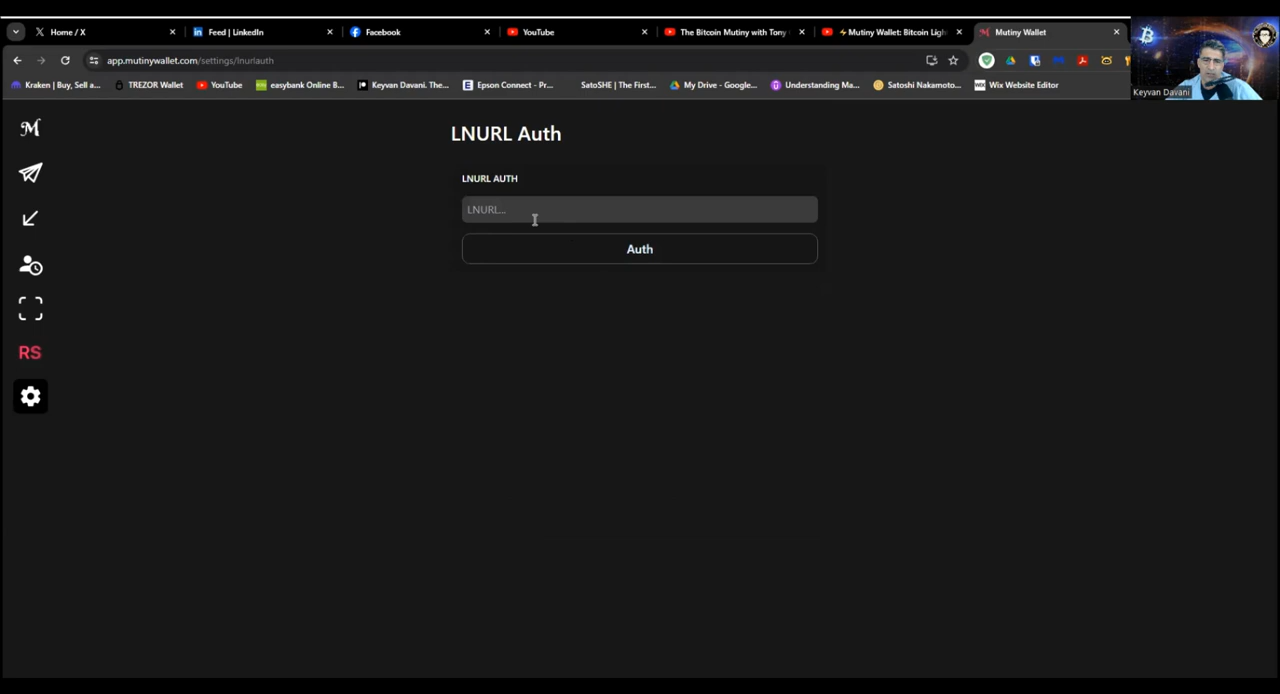 Home / X
Feed | LinkedIn
Facebook
YouTube
The Bitcoin Mutiny with Tony
Mutiny Wallet: Bitcoin Ligh
Mutiny Wallet
app.mutinywallet.com/settings/lnurlauth
Kraken | Buy, Sell a...
TREZOR Wallet
YouTube
easybank Online B...
Keyvan Davani. The...
Epson Connect - Pr...
SatoSHE | The First...
My Drive - Google...
Understanding Ma...
Satoshi Nakamoto...
WIX
Wix Website Editor
Keyvan Davani
M
LNURL Auth
LNURL AUTH
LNURL...
Auth
RS